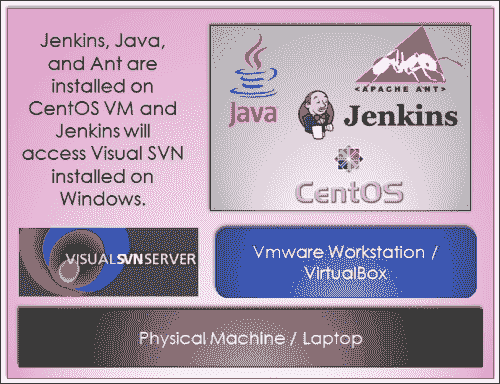 Jenkins, Java,
and Ant are
installed on
CentOS VM and
Jenkins will
access Visual SVN
installed on
Windows.
Java
<APACHE ANT>
Jenkins
CentOS
VISUALSVNSERVER
Vmware Workstation /
VirtualBox
Physical Machine / Laptop